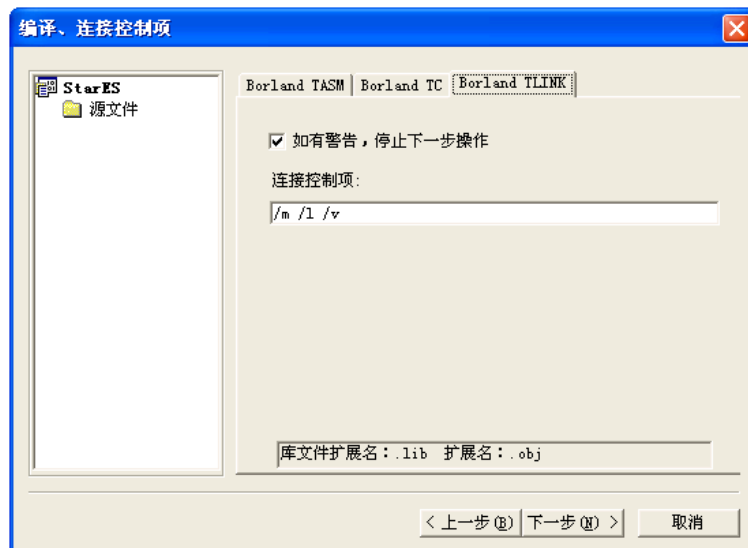 编译、连接控制项
StarES
源文件
Borland TASM
Borland TC
Borland TLINK
如有警告，停止下一步操作
连接控制项:
/m /l /v
库文件扩展名：.lib 扩展名：.obj
< 上一步(B)
下一步(N) >
取消